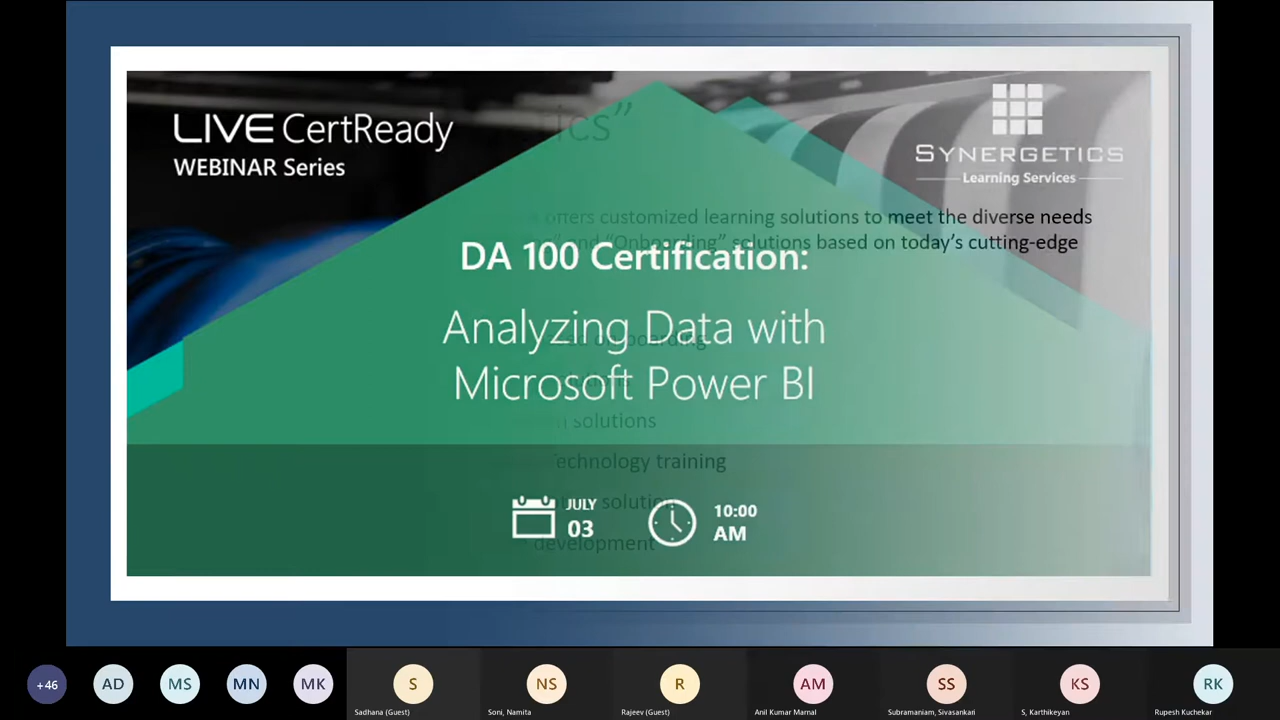 LIVE CertReady
WEBINAR Series
SYNERGETICS
Learning Services
ics”
offers customized learning solutions to meet the diverse needs
and “Onboarding” solutions based on today’s cutting-edge
DA 100 Certification:
Analyzing Data with
onboarding
Microsoft Power BI
solutions
Technology training
solution
development
JULY
03
10:00
AM
+46
AD
MS
MN
MK
S
NS
R
AM
SS
KS
RK
Sadhana (Guest)
Soni, Namita
Rajeev (Guest)
Anil Kumar Marnal
Subramaniam, Sivasankari
S, Karthikeyan
Rupesh Kuchekar